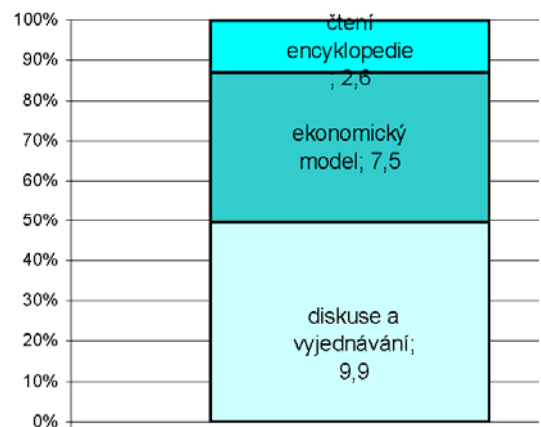 100%
90%
80%
70%
60%
50%
40%
30%
20%
10%
0%
čtení
encyklopedie
; 2,6
ekonomický
model; 7,5
diskuse a
vyjednávání;
9,9